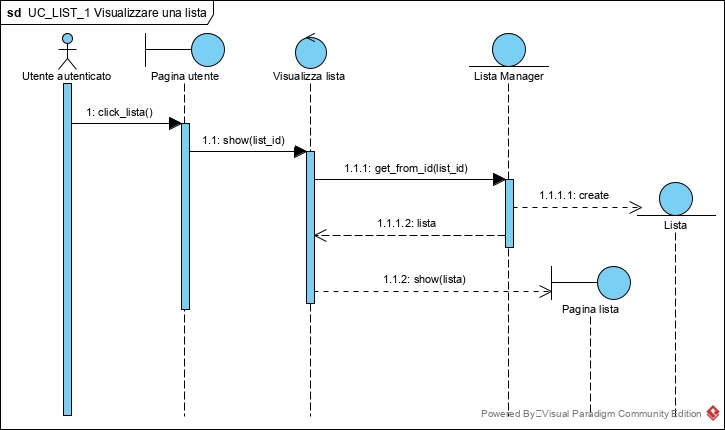 sd UC_LIST_1 Visualizzare una lista
Utente autenticato
Pagina utente
Visualizza lista
Lista Manager
1: click_lista()
1.1: show(list_id)
1.1.1: get_from_id(list_id)
1.1.1.1: create
Lista
1.1.1.2: lista
1.1.2: show(lista)
Pagina lista
Powered By Visual Paradigm Community Edition